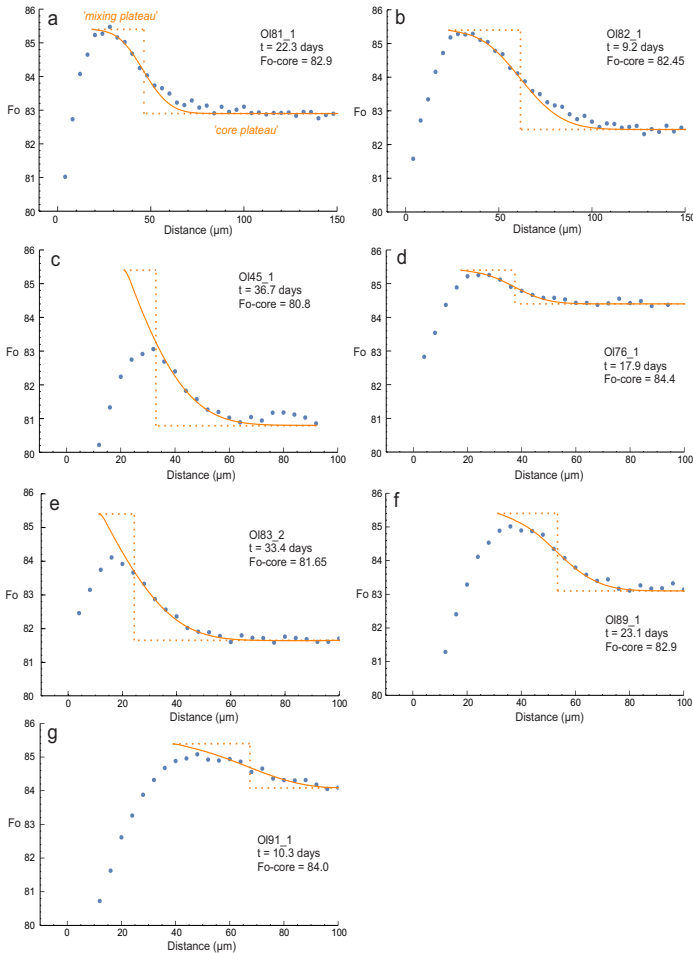 a
'mixing plateau'
Ol81_1
t = 22.3 days
Fo-core = 82.9
'core plateau'
Fo
86
85
84
83
82
81
80
0
50
100
150
Distance (µm)
b
Ol82_1
t = 9.2 days
Fo-core = 82.45
86
85
84
83
82
81
80
0
50
100
150
Distance (µm)
c
Ol45_1
t = 36.7 days
Fo-core = 80.8
Fo
86
85
84
83
82
81
80
0
20
40
60
80
100
Distance (µm)
d
Ol76_1
t = 17.9 days
Fo-core = 84.4
86
85
84
83
82
81
80
0
20
40
60
80
100
Distance (µm)
e
Ol83_2
t = 33.4 days
Fo-core = 81.65
Fo
86
85
84
83
82
81
80
0
20
40
60
80
100
Distance (µm)
f
Ol89_1
t = 23.1 days
Fo-core = 82.9
86
85
84
83
82
81
80
0
20
40
60
80
100
Distance (µm)
g
Ol91_1
t = 10.3 days
Fo-core = 84.0
Fo
86
85
84
83
82
81
80
0
20
40
60
80
100
Distance (µm)